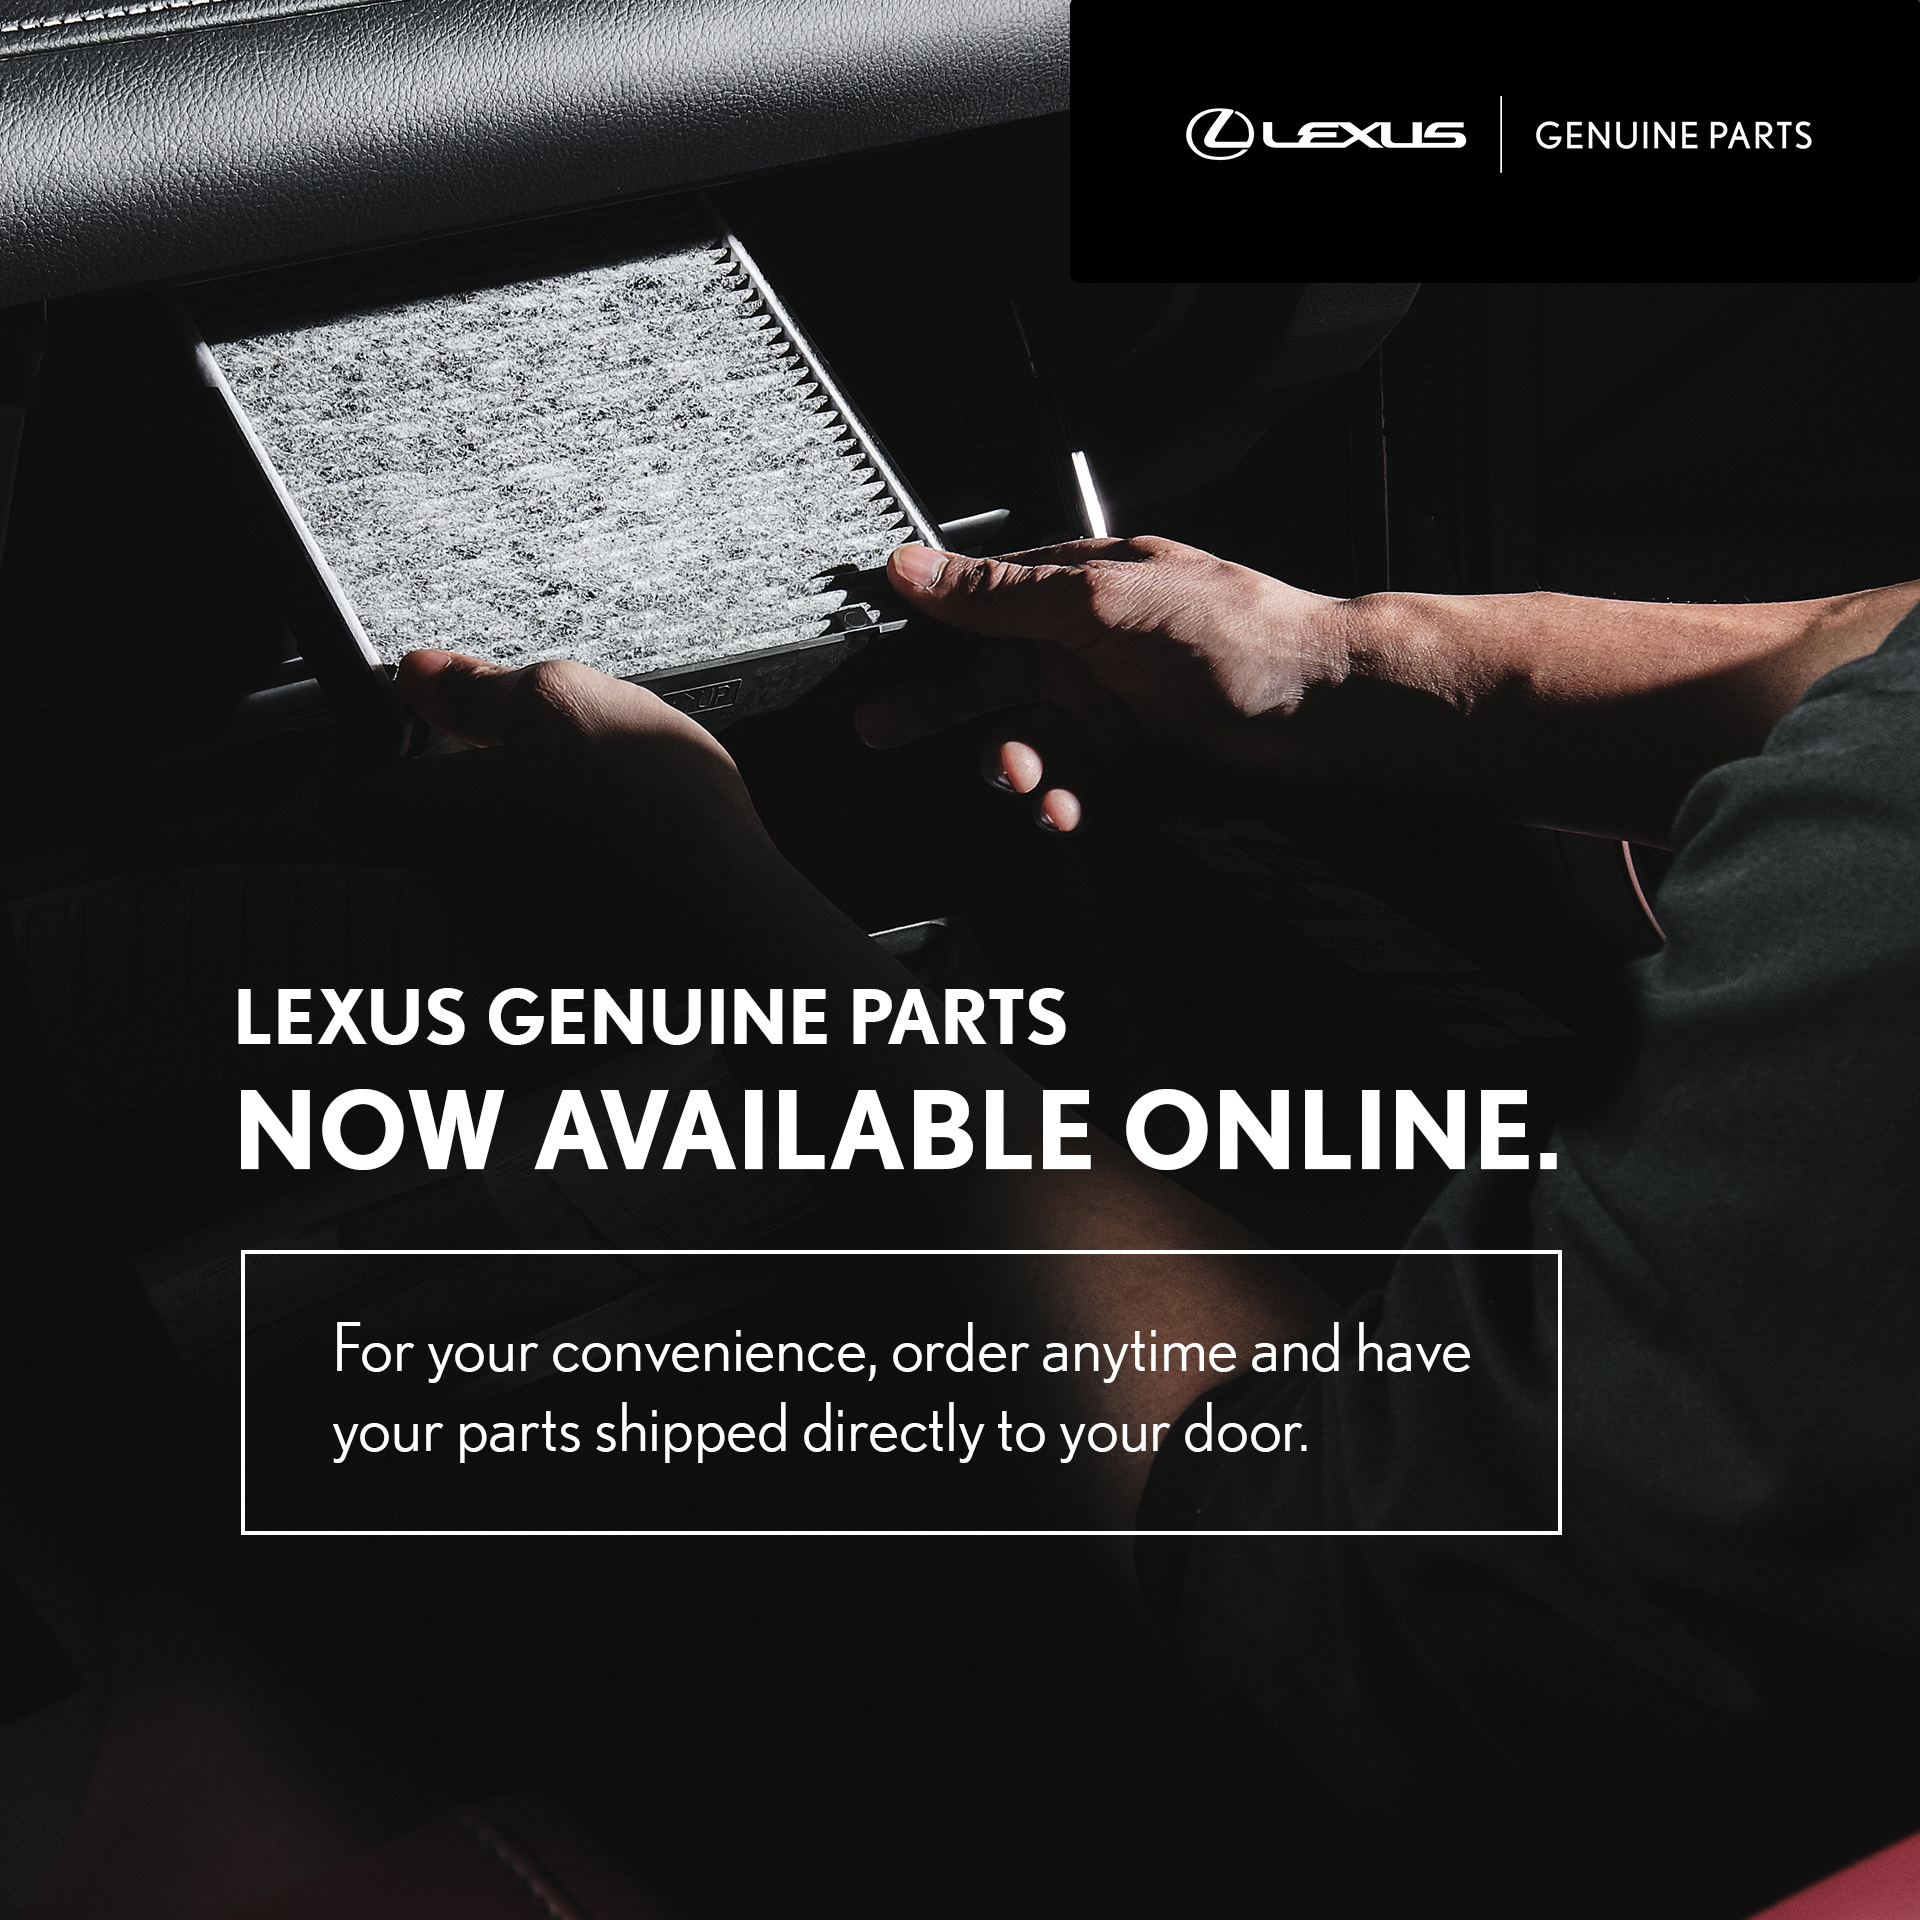 LEXUS GENUINE PARTS
LEXUS GENUINE PARTS
NOW AVAILABLE ONLINE.
For your convenience, order anytime and have
your parts shipped directly to your door.